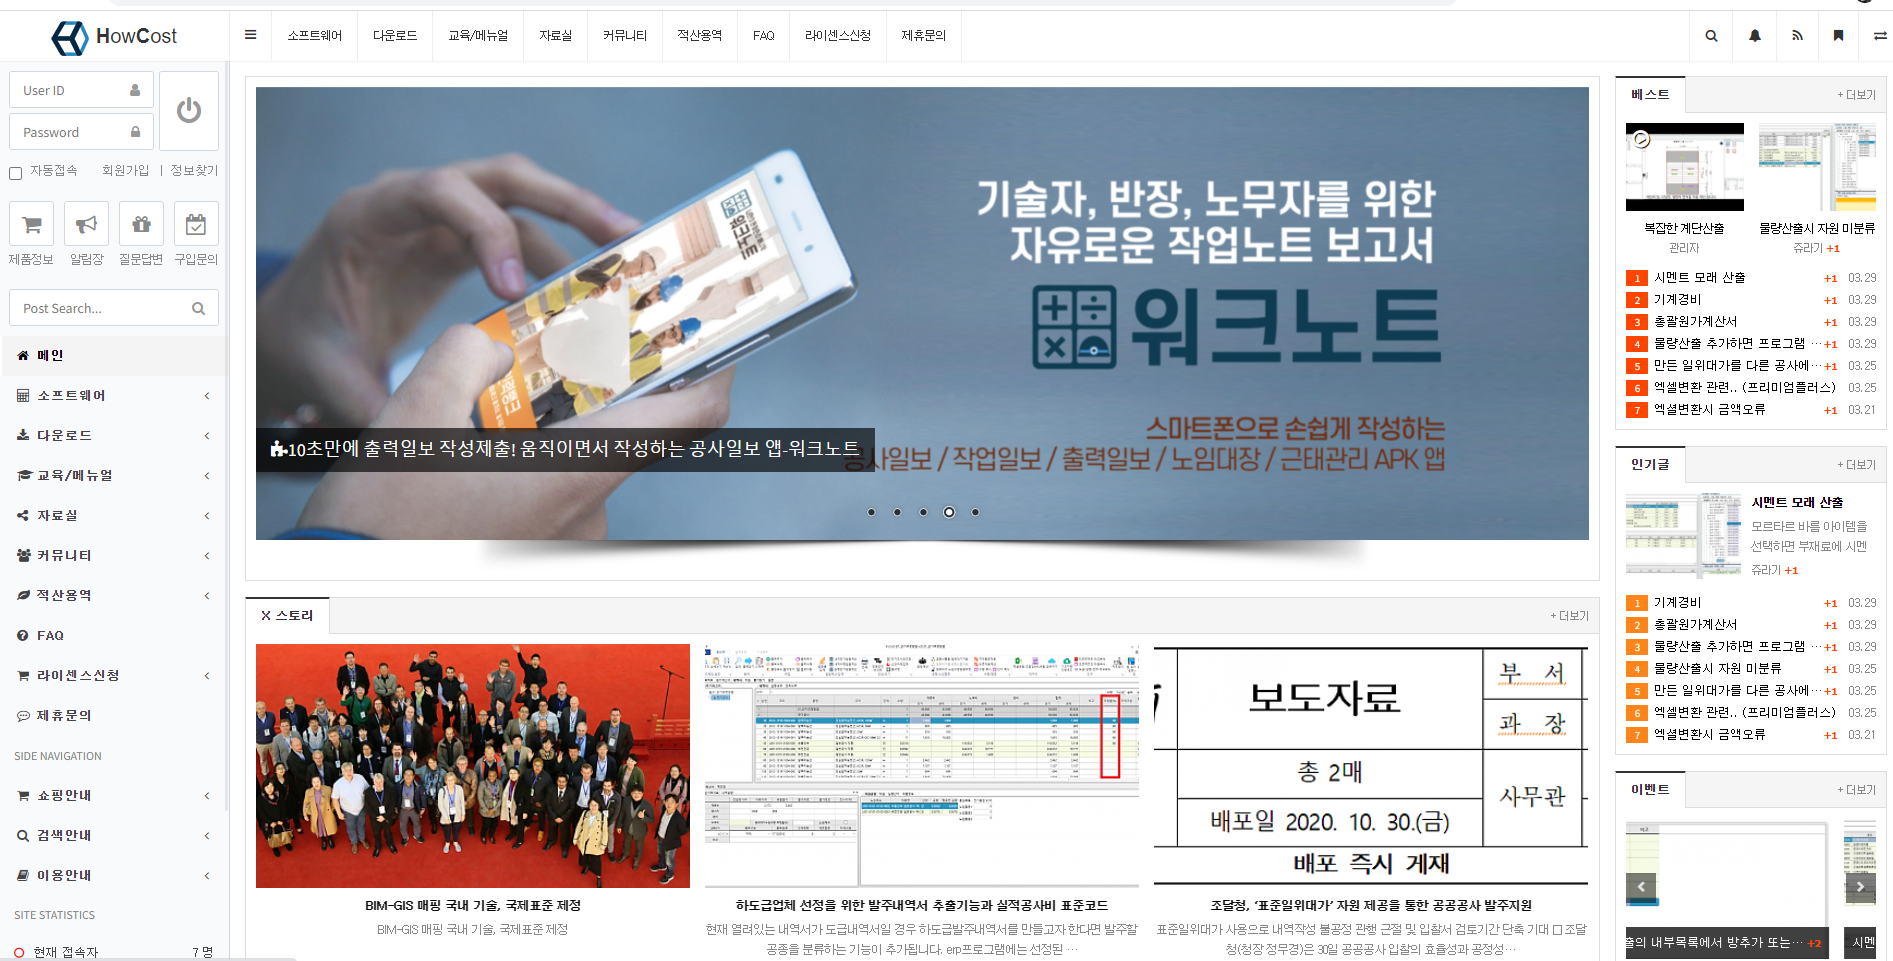 HowCost
소프트웨어
다운로드
교육/메뉴얼
자료실
커뮤니티
적산용역
FAQ
라이센스신청
제휴문의
User ID
Password
자동접속
회원가입 | 정보찾기
제품정보
알림장
질문답변
구입문의
Post Search...
메인
소프트웨어
다운로드
교육/메뉴얼
자료실
커뮤니티
적산용역
FAQ
라이센스신청
제휴문의
SIDE NAVIGATION
쇼핑안내
검색안내
이용안내
SITE STATISTICS
현재 접속자 7 명
기술자, 반장, 노무자를 위한
자유로운 작업노트 보고서
워크노트
스마트폰으로 손쉽게 작성하는
공사일보 / 작업일보 / 출력일보 / 노임대장 / 근태관리 APK 앱
10초만에 출력일보 작성제출! 움직이면서 작성하는 공사일보 앱-워크노트
워크노트
X 스토리
+ 더보기
보도자료
부 서
과 장
총 2매
사무관
배포일 2020. 10. 30.(금)
배포 즉시 게재
BIM-GIS 매핑 국내 기술, 국제표준 제정
BIM-GIS 매핑 국내 기술, 국제표준 제정
하도급업체 선정을 위한 발주내역서 추출기능과 실적공사비 표준코드
현재 열려있는 내역서가 도급내역서일 경우 하도급발주내역서를 만들고자 한다면 발주할
공종을 분류하는 기능이 추가됩니다. erp프로그램에는 선정된 …
조달청, ‘표준일위대가’ 자원 제공을 통한 공공공사 발주지원
표준일위대가 사용으로 내역작성 불공정 관행 근절 및 입찰서 검토기간 단축 기대 □ 조달
청(청장 정무경)은 30일 공공공사 입찰의 효율성과 공정성…
베스트
+ 더보기
복잡한 계단산출
관리자
물량산출시 자원 미분류
쥬라기 +1
1 시멘트 모래 산출 +1 03.29
2 기계경비 +1 03.29
3 총괄원가계산서 +1 03.29
4 물량산출 추가하면 프로그램 … +1 03.29
5 만든 일위대가를 다른 공사에… +1 03.25
6 엑셀변환 관련.. (프리미엄플러스) 03.25
7 엑셀변환시 금액오류 +1 03.21
인기글
+ 더보기
시멘트 모래 산출
모르타르 바름 아이템을
선택하면 부재료에 시멘
쥬라기 +1
1 기계경비 +1 03.29
2 총괄원가계산서 +1 03.29
3 물량산출 추가하면 프로그램 … +1 03.29
4 물량산출시 자원 미분류 +1 03.25
5 만든 일위대가를 다른 공사에… +1 03.25
6 엑셀변환 관련.. (프리미엄플러스) 03.25
7 엑셀변환시 금액오류 +1 03.21
이벤트
+ 더보기
출의 내부목록에서 방추가 또는… +2
시멘